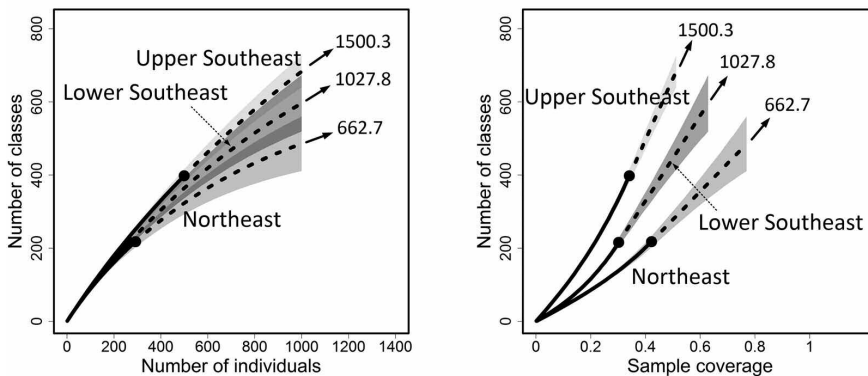 800
600
400
200
0
Number of classes
Upper Southeast
Lower Southeast
Northeast
1500.3
1027.8
662.7
0 200 400 600 800 1000 1200 1400
Number of individuals
800
600
400
200
0
Number of classes
1500.3
1027.8
Upper Southeast
662.7
Lower Southeast
Northeast
0 0.2 0.4 0.6 0.8 1
Sample coverage